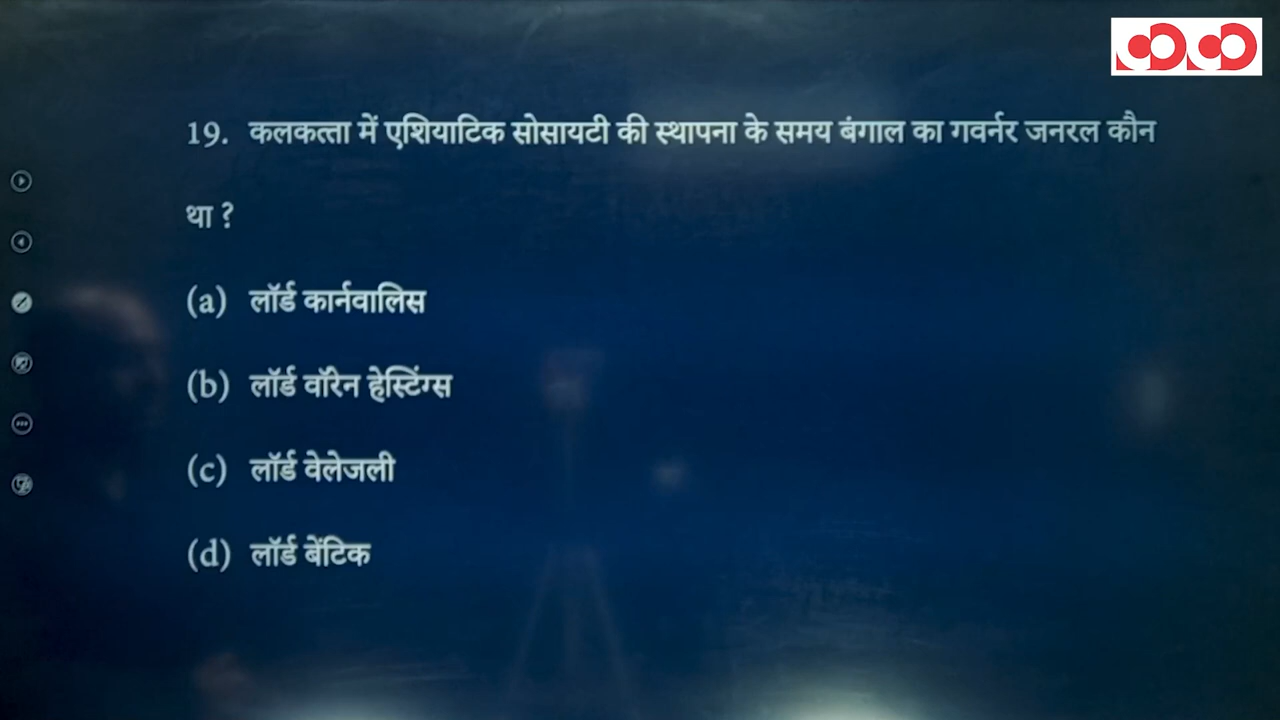 19. कलकत्ता में एशियाटिक सोसायटी की स्थापना के समय बंगाल का गवर्नर जनरल कौन
था ?
(a) लॉर्ड कार्नवालिस
(b) लॉर्ड वॉरेन हेस्टिंग्स
(c) लॉर्ड वेलेजली
(d) लॉर्ड बेंटिक